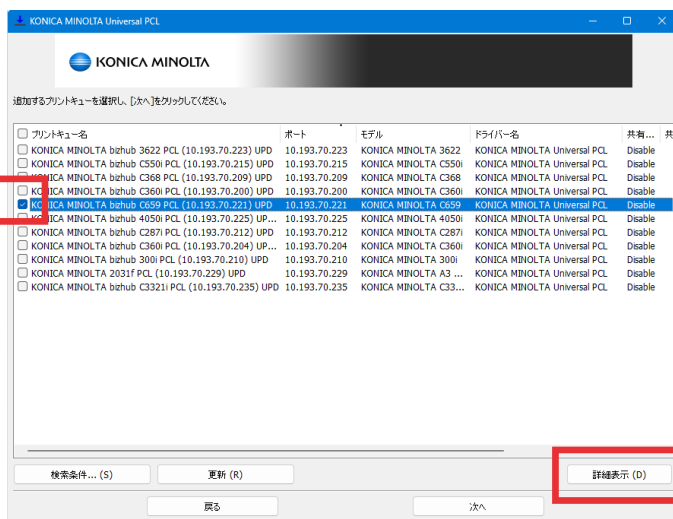 KONICA MINOLTA Universal PCL
KONICA MINOLTA
追加するプリントキューを選択し、[次へ]をクリックしてください。
プリントキュー名 ポート モデル ドライバー名 共有... 共
KONICA MINOLTA bizhub 3622 PCL (10.193.70.223) UPD 10.193.70.223 KONICA MINOLTA 3622 KONICA MINOLTA Universal PCL Disable
KONICA MINOLTA bizhub C550i PCL (10.193.70.215) UPD 10.193.70.215 KONICA MINOLTA C550i KONICA MINOLTA Universal PCL Disable
KONICA MINOLTA bizhub C368 PCL (10.193.70.209) UPD 10.193.70.209 KONICA MINOLTA C368 KONICA MINOLTA Universal PCL Disable
KONICA MINOLTA bizhub C360i PCL (10.193.70.200) UPD 10.193.70.200 KONICA MINOLTA C360i KONICA MINOLTA Universal PCL Disable
KONICA MINOLTA bizhub C659 PCL (10.193.70.221) UPD 10.193.70.221 KONICA MINOLTA C659 KONICA MINOLTA Universal PCL Disable
KONICA MINOLTA bizhub 4050i PCL (10.193.70.225) UP... 10.193.70.225 KONICA MINOLTA 4050i KONICA MINOLTA Universal PCL Disable
KONICA MINOLTA bizhub C287i PCL (10.193.70.212) UPD 10.193.70.212 KONICA MINOLTA C287i KONICA MINOLTA Universal PCL Disable
KONICA MINOLTA bizhub C360i PCL (10.193.70.204) UP... 10.193.70.204 KONICA MINOLTA C360i KONICA MINOLTA Universal PCL Disable
KONICA MINOLTA bizhub 300i PCL (10.193.70.210) UPD 10.193.70.210 KONICA MINOLTA 300i KONICA MINOLTA Universal PCL Disable
KONICA MINOLTA 2031f PCL (10.193.70.229) UPD 10.193.70.229 KONICA MINOLTA A3 ... KONICA MINOLTA Universal PCL Disable
KONICA MINOLTA bizhub C3321i PCL (10.193.70.235) UPD 10.193.70.235 KONICA MINOLTA C33... KONICA MINOLTA Universal PCL Disable
検索条件... (S) 更新 (R) 詳細表示 (D)
戻る 次へ